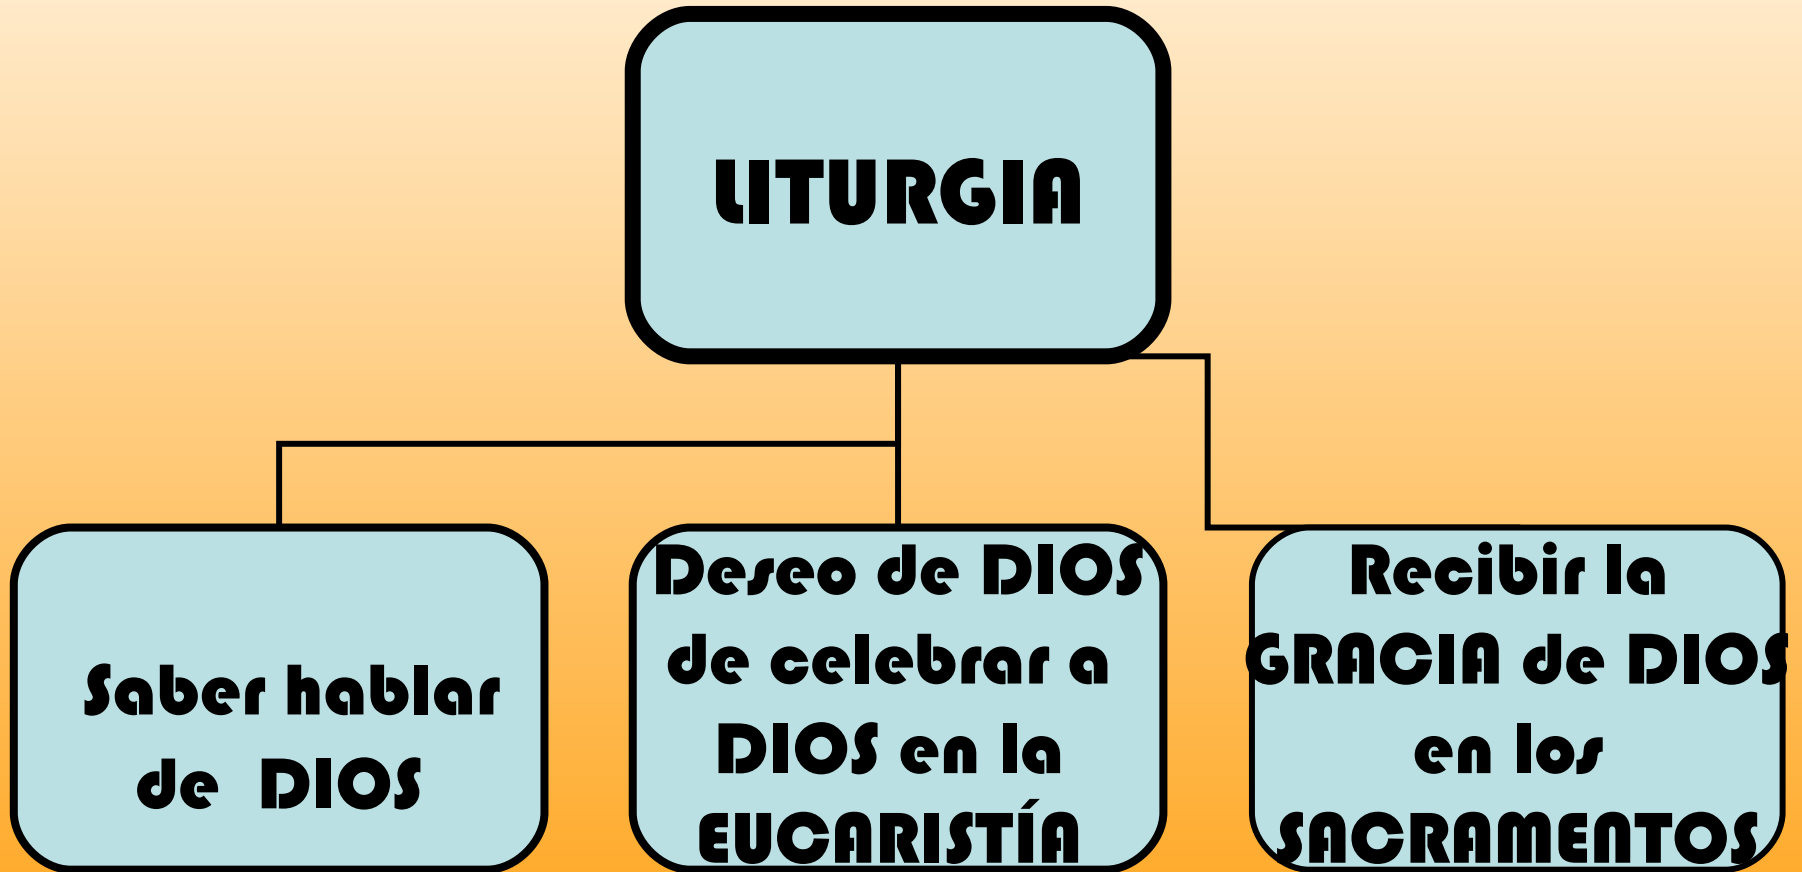 LITURGIA
Saber hablar
de DIOS
Deseo de DIOS
de celebrar a
DIOS en la
EUCARISTÍA
Recibir la
GRACIA de DIOS
en los
SACRAMENTOS